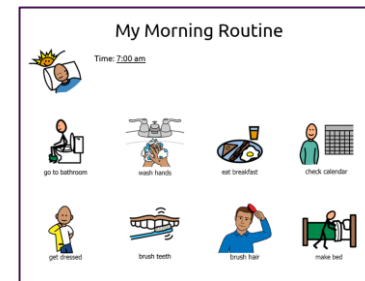 My Morning Routine
Time: 7:00 am
go to bathroom
wash hands
eat breakfast
check calendar
get dressed
brush teeth
brush hair
make bed